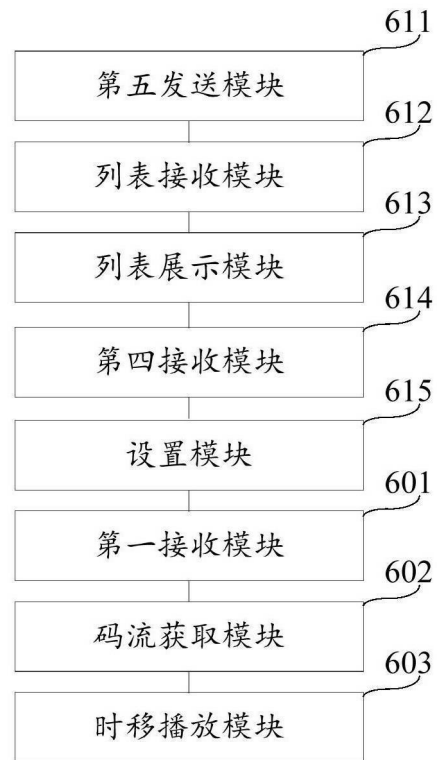 611
第五发送模块
612
列表接收模块
613
列表展示模块
614
第四接收模块
615
设置模块
601
第一接收模块
602
码流获取模块
603
时移播放模块